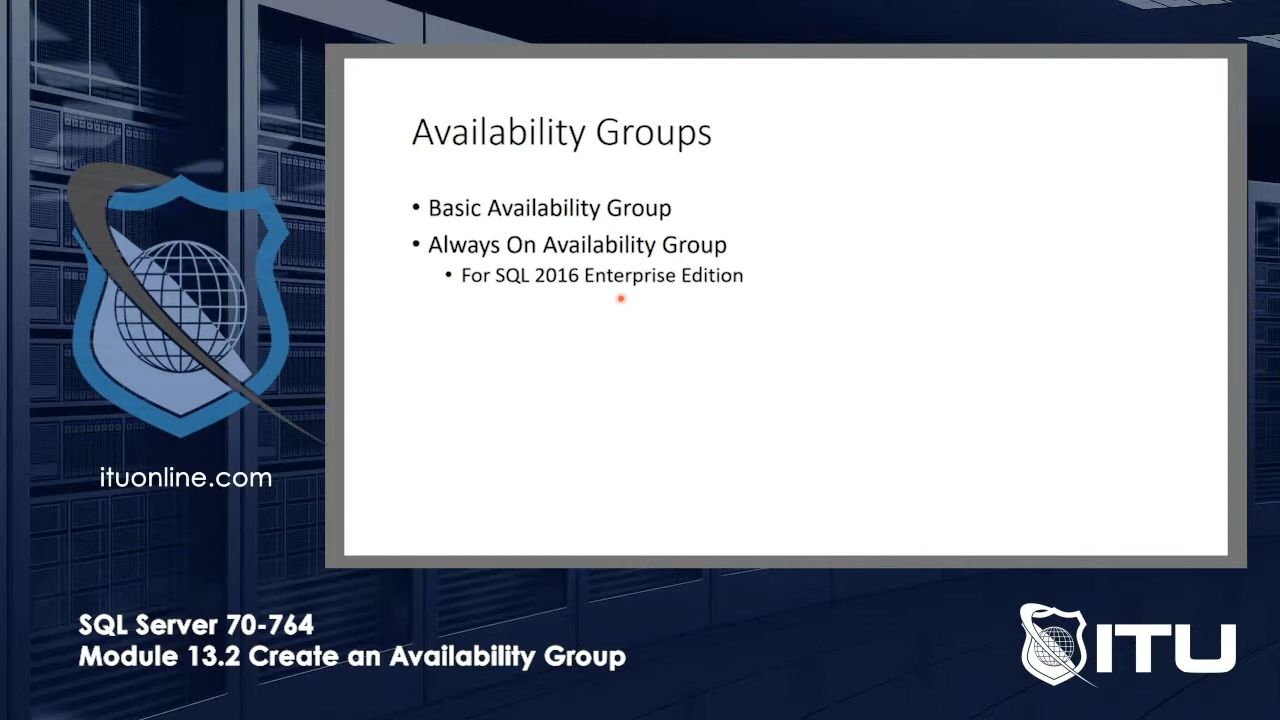 Availability Groups
• Basic Availability Group
• Always On Availability Group
• For SQL 2016 Enterprise Edition
ituonline.com
SQL Server 70-764
Module 13.2 Create an Availability Group
ITU